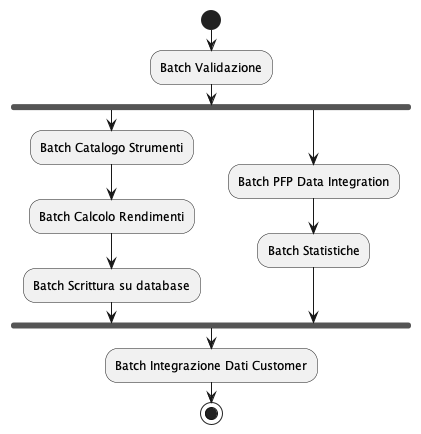 Batch Validazione
Batch Catalogo Strumenti
Batch Calcolo Rendimenti
Batch Scrittura su database
Batch PFP Data Integration
Batch Statistiche
Batch Integrazione Dati Customer